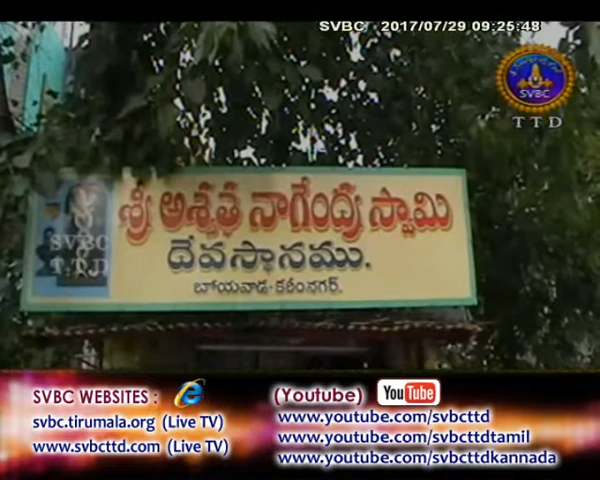 SVBC 2017/07/29 09:25:48
SVBC
TTD
శ్రీ అశ్వత్థ నాగేంద్ర స్వామి
SVBC
T.T.D
దేవస్థానము.
బోయవాడ-కరీంనగర్.
SVBC WEBSITES :
svbc.tirumala.org (Live TV)
www.svbcttd.com (Live TV)
(Youtube) YouTube
www.youtube.com/svbcttd
www.youtube.com/svbcttdtamil
www.youtube.com/svbcttdkannada